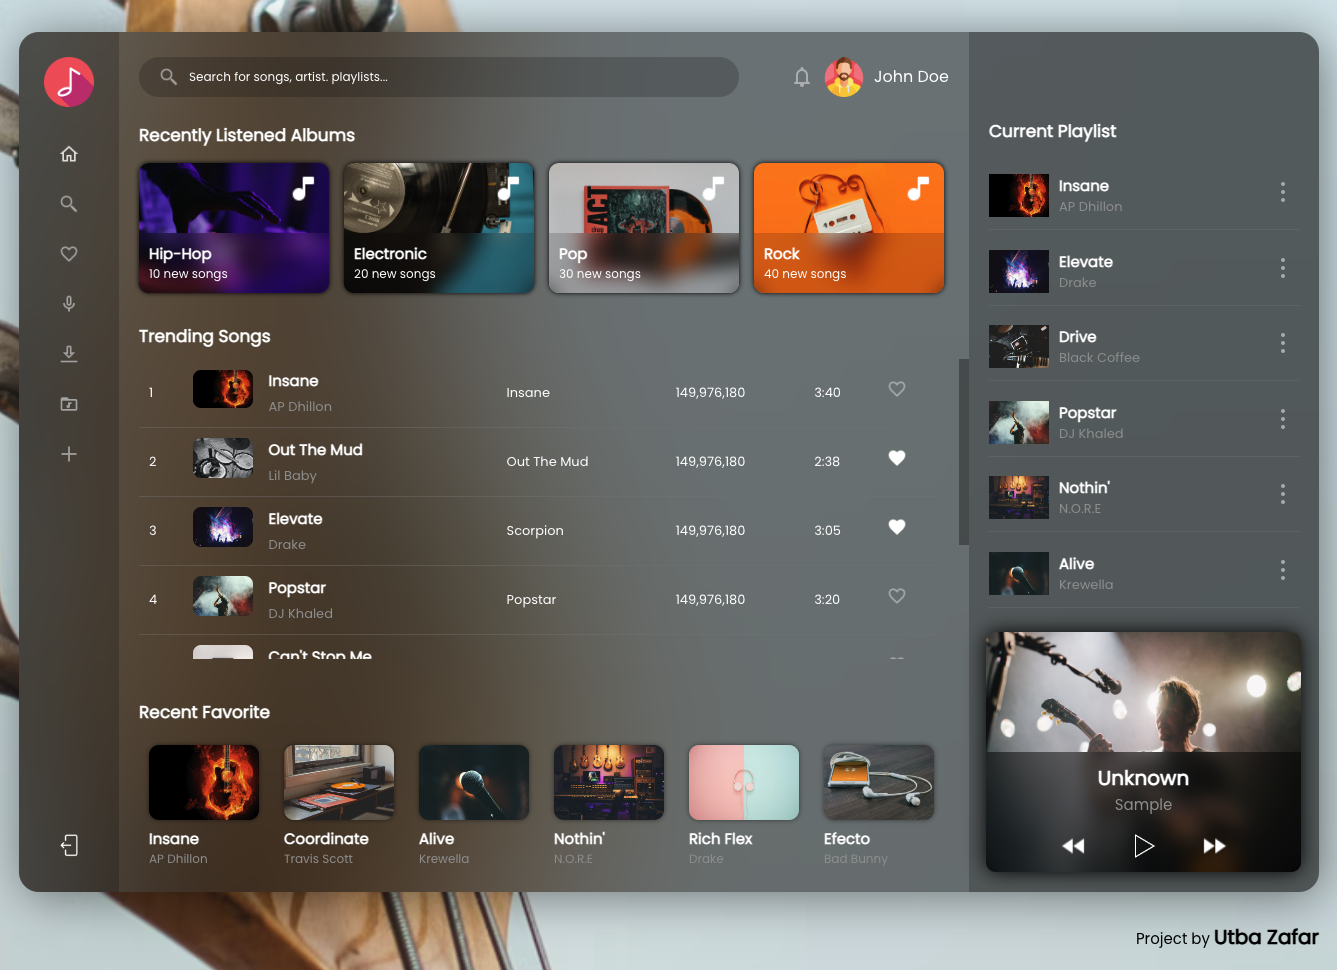 Search for songs, artist. playlists...
John Doe
Recently Listened Albums
Hip-Hop
10 new songs
Electronic
20 new songs
Pop
30 new songs
Rock
40 new songs
Trending Songs
1
Insane
AP Dhillon
Insane
149,976,180
3:40
2
Out The Mud
Lil Baby
Out The Mud
149,976,180
2:38
3
Elevate
Drake
Scorpion
149,976,180
3:05
4
Popstar
DJ Khaled
Popstar
149,976,180
3:20
Can't Stop Me
Recent Favorite
Insane
AP Dhillon
Coordinate
Travis Scott
Alive
Krewella
Nothin'
N.O.R.E
Rich Flex
Drake
Efecto
Bad Bunny
Current Playlist
Insane
AP Dhillon
Elevate
Drake
Drive
Black Coffee
Popstar
DJ Khaled
Nothin'
N.O.R.E
Alive
Krewella
Unknown
Sample
Project by Utba Zafar